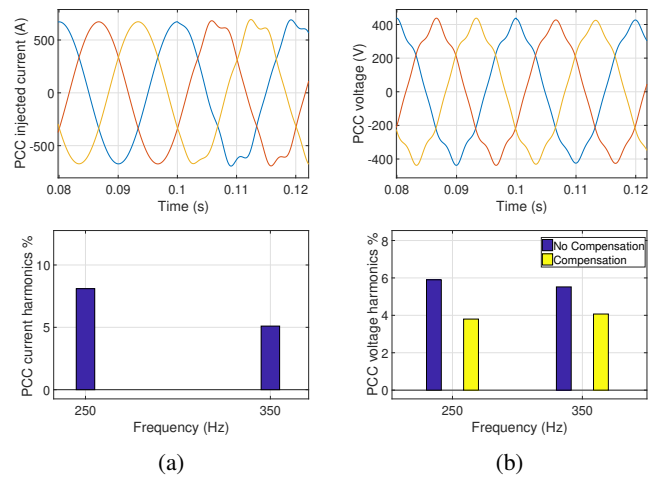 PCC injected current (A)
500
0
-500
0.08
0.09
0.1
0.11
0.12
Time (s)
PCC voltage (V)
400
200
0
-200
-400
0.08
0.09
0.1
0.11
0.12
Time (s)
PCC current harmonics %
10
5
0
250
350
Frequency (Hz)
(a)
PCC voltage harmonics %
8
6
4
2
0
No Compensation
Compensation
250
350
Frequency (Hz)
(b)